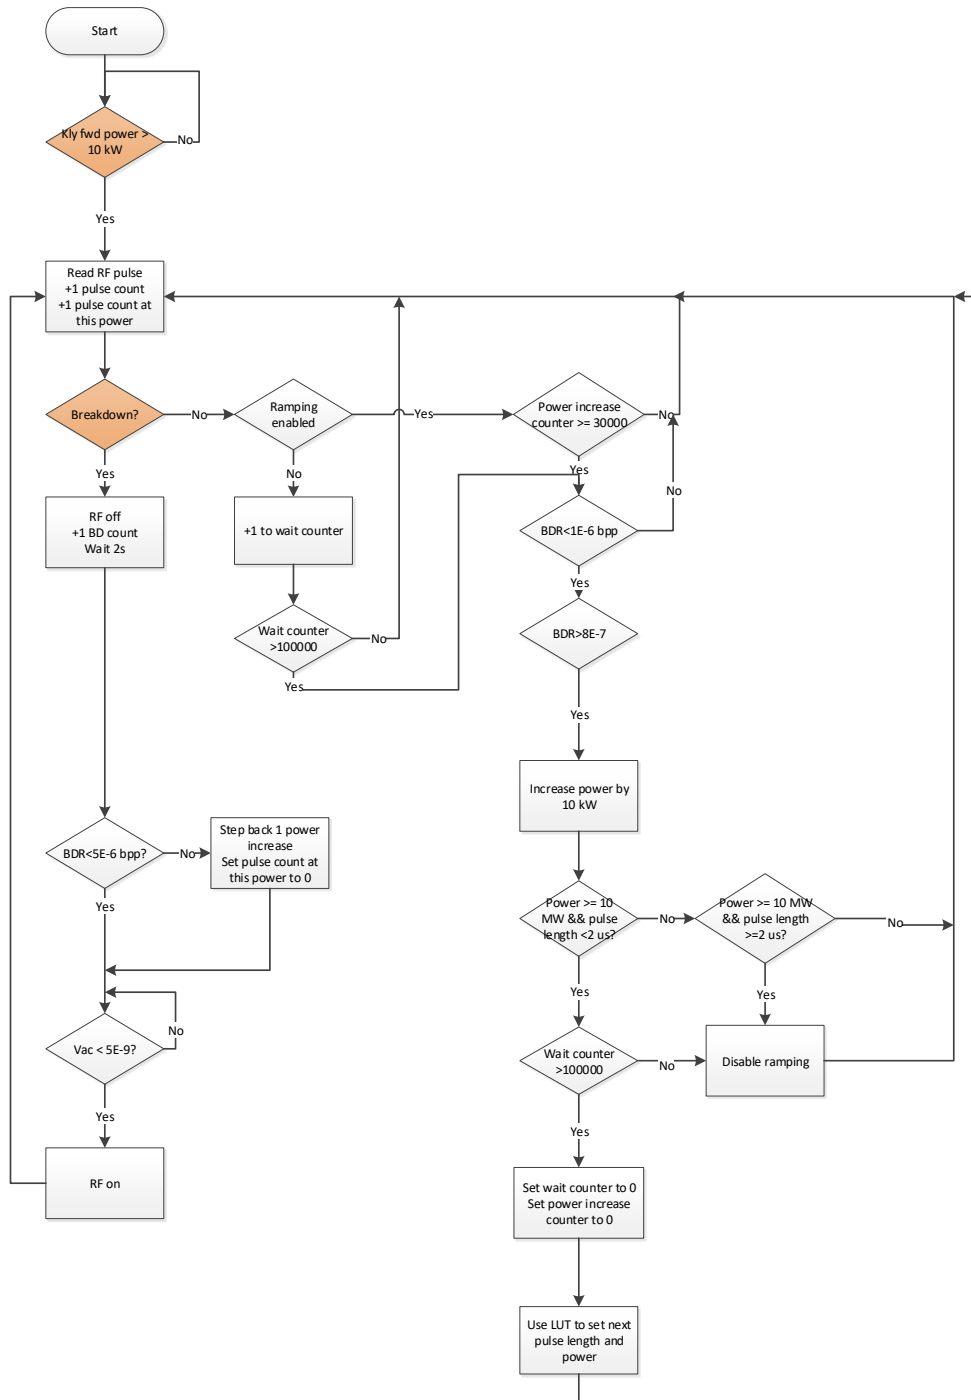 Start
Kly fwd power >
10 kW
No
Yes
Read RF pulse
+1 pulse count
+1 pulse count at
this power
Breakdown?
No
Ramping
enabled
Yes
Power increase
counter >= 30000
No
Yes
No
Yes
No
RF off
+1 BD count
Wait 2s
+1 to wait counter
BDR<1E-6 bpp
Yes
Wait counter
>100000
No
Yes
BDR>8E-7
Yes
Increase power by
10 kW
BDR<5E-6 bpp?
No
Step back 1 power
increase
Set pulse count at
this power to 0
Yes
Power >= 10
MW && pulse
length <2 us?
No
Power >= 10 MW
&& pulse length
>=2 us?
No
Yes
Yes
Vac < 5E-9?
No
Wait counter
>100000
No
Disable ramping
Yes
Yes
RF on
Set wait counter to 0
Set power increase
counter to 0
Use LUT to set next
pulse length and
power